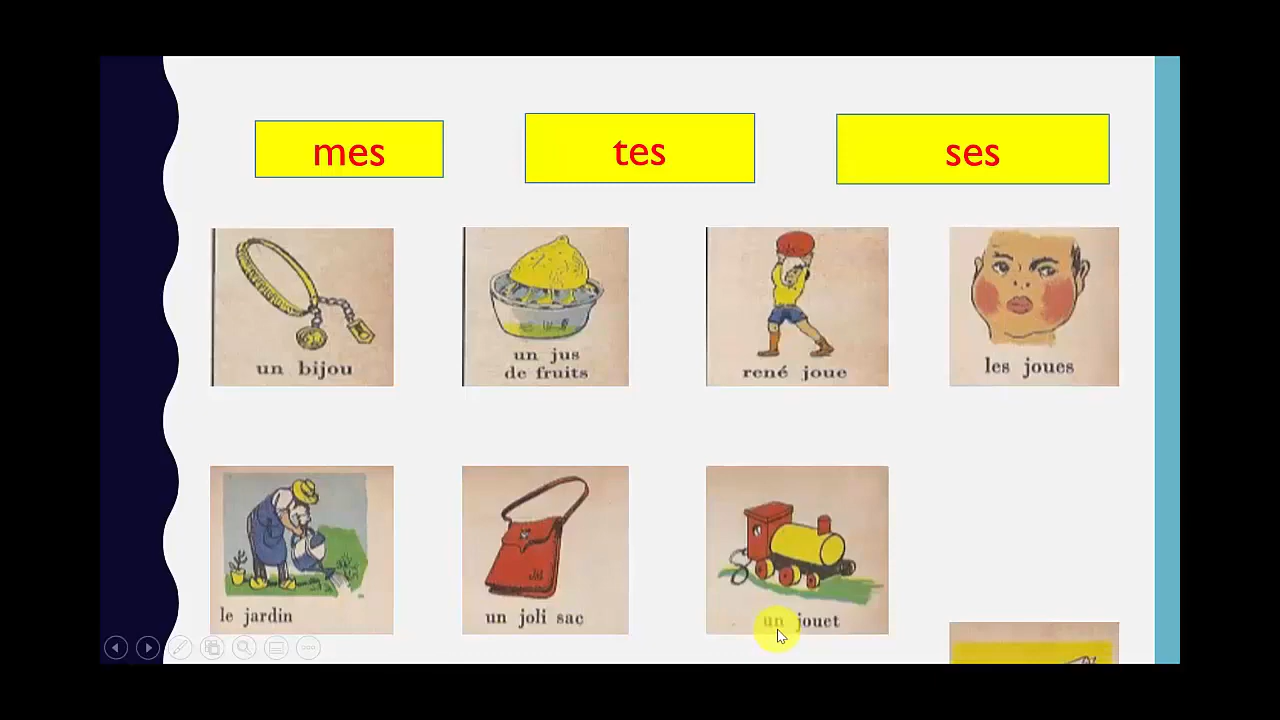 mes
tes
ses
un bijou
un jus
de fruits
rené joue
les joues
le jardin
un joli sac
un jouet